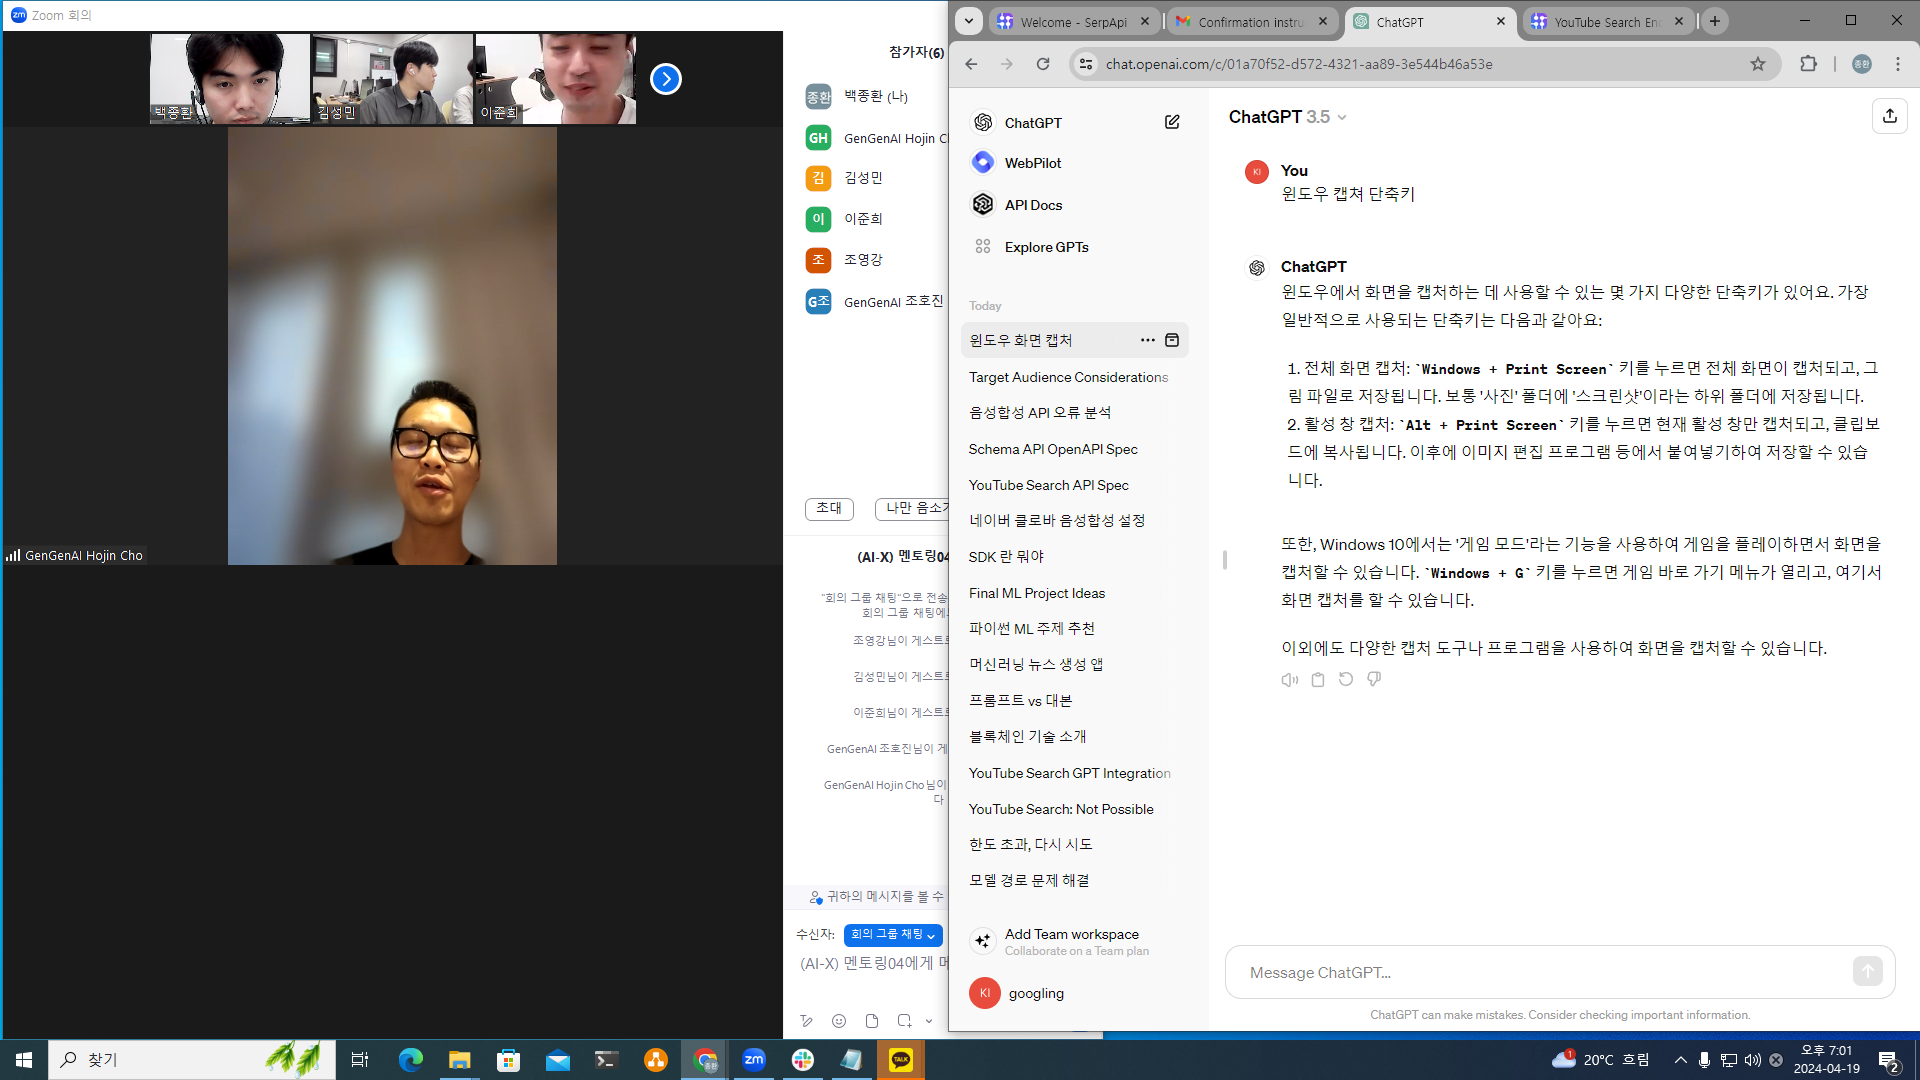 Zoom 회의
백종환
김성민
이준희
GenGenAI Hojin Cho
참가자(6)
종환 백종환 (나)
GH GenGenAI Hojin
김 김성민
이 이준희
조 조영강
G조 GenGenAI 조호진
초대
나만 음소거
(AI-X) 멘토링04
"회의 그룹 채팅"으로 전송
회의 그룹 채팅에
조영강님이 게스트로
김성민님이 게스트로
이준희님이 게스트로
GenGenAI 조호진님이 게
GenGenAI Hojin Cho 님이
다
귀하의 메시지를 볼 수
수신자: 회의 그룹 채팅
(AI-X) 멘토링04에게 메
Welcome - SerpApi
Confirmation instru
ChatGPT
YouTube Search En
chat.openai.com/c/01a70f52-d572-4321-aa89-3e544b46a53e
종환
ChatGPT
WebPilot
API Docs
Explore GPTs
Today
윈도우 화면 캡처
Target Audience Considerations
음성합성 API 오류 분석
Schema API OpenAPI Spec
YouTube Search API Spec
네이버 클로바 음성합성 설정
SDK 란 뭐야
Final ML Project Ideas
파이썬 ML 주제 추천
머신러닝 뉴스 생성 앱
프롬프트 vs 대본
블록체인 기술 소개
YouTube Search GPT Integration
YouTube Search: Not Possible
한도 초과, 다시 시도
모델 경로 문제 해결
Add Team workspace
Collaborate on a Team plan
KI googling
ChatGPT 3.5
KI You
윈도우 캡쳐 단축키
ChatGPT
윈도우에서 화면을 캡처하는 데 사용할 수 있는 몇 가지 다양한 단축키가 있어요. 가장
일반적으로 사용되는 단축키는 다음과 같아요:
1. 전체 화면 캡처: `Windows + Print Screen` 키를 누르면 전체 화면이 캡처되고, 그
림 파일로 저장됩니다. 보통 '사진' 폴더에 '스크린샷'이라는 하위 폴더에 저장됩니다.
2. 활성 창 캡처: `Alt + Print Screen` 키를 누르면 현재 활성 창만 캡처되고, 클립보
드에 복사됩니다. 이후에 이미지 편집 프로그램 등에서 붙여넣기하여 저장할 수 있습
니다.
또한, Windows 10에서는 '게임 모드'라는 기능을 사용하여 게임을 플레이하면서 화면을
캡처할 수 있습니다. `Windows + G` 키를 누르면 게임 바로 가기 메뉴가 열리고, 여기서
화면 캡처를 할 수 있습니다.
이외에도 다양한 캡처 도구나 프로그램을 사용하여 화면을 캡처할 수 있습니다.
Message ChatGPT...
ChatGPT can make mistakes. Consider checking important information.
찾기
zm
TALK
1
20°C 흐림
오후 7:01
2024-04-19
2